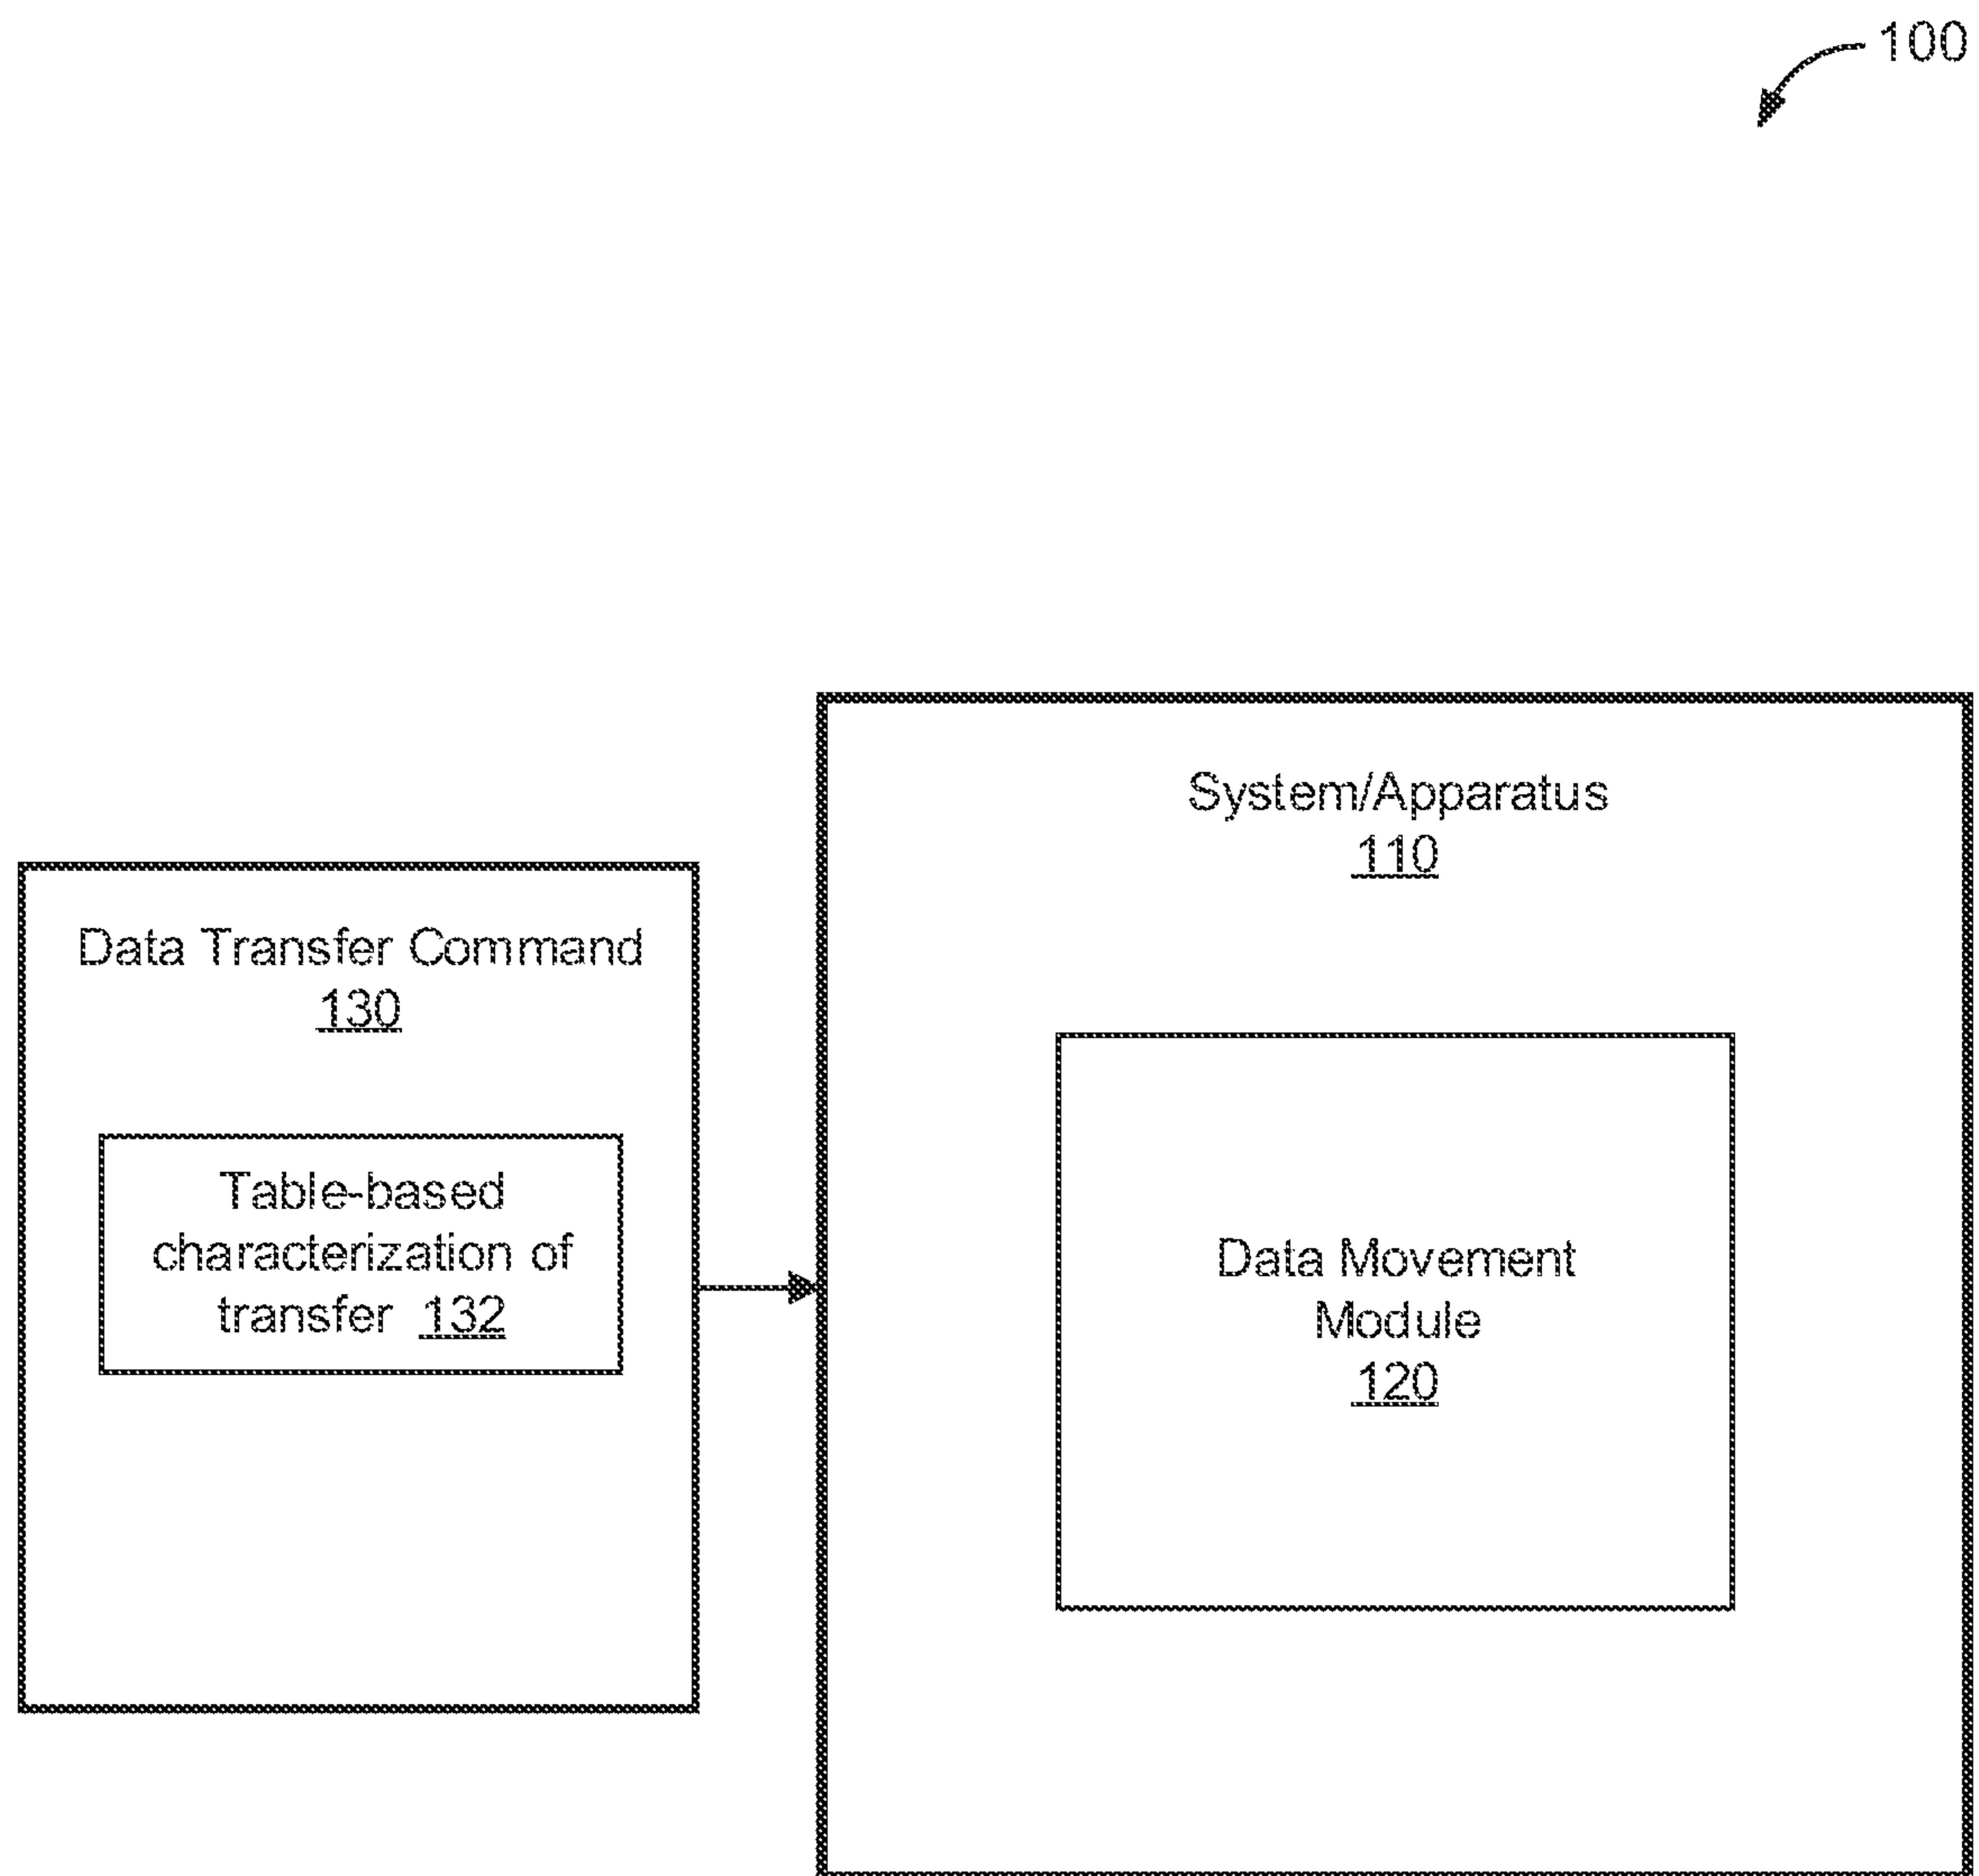 100
System/Apparatus
110
Data Transfer Command
130
Table-based
characterization of
transfer 132
Data Movement
Module
120